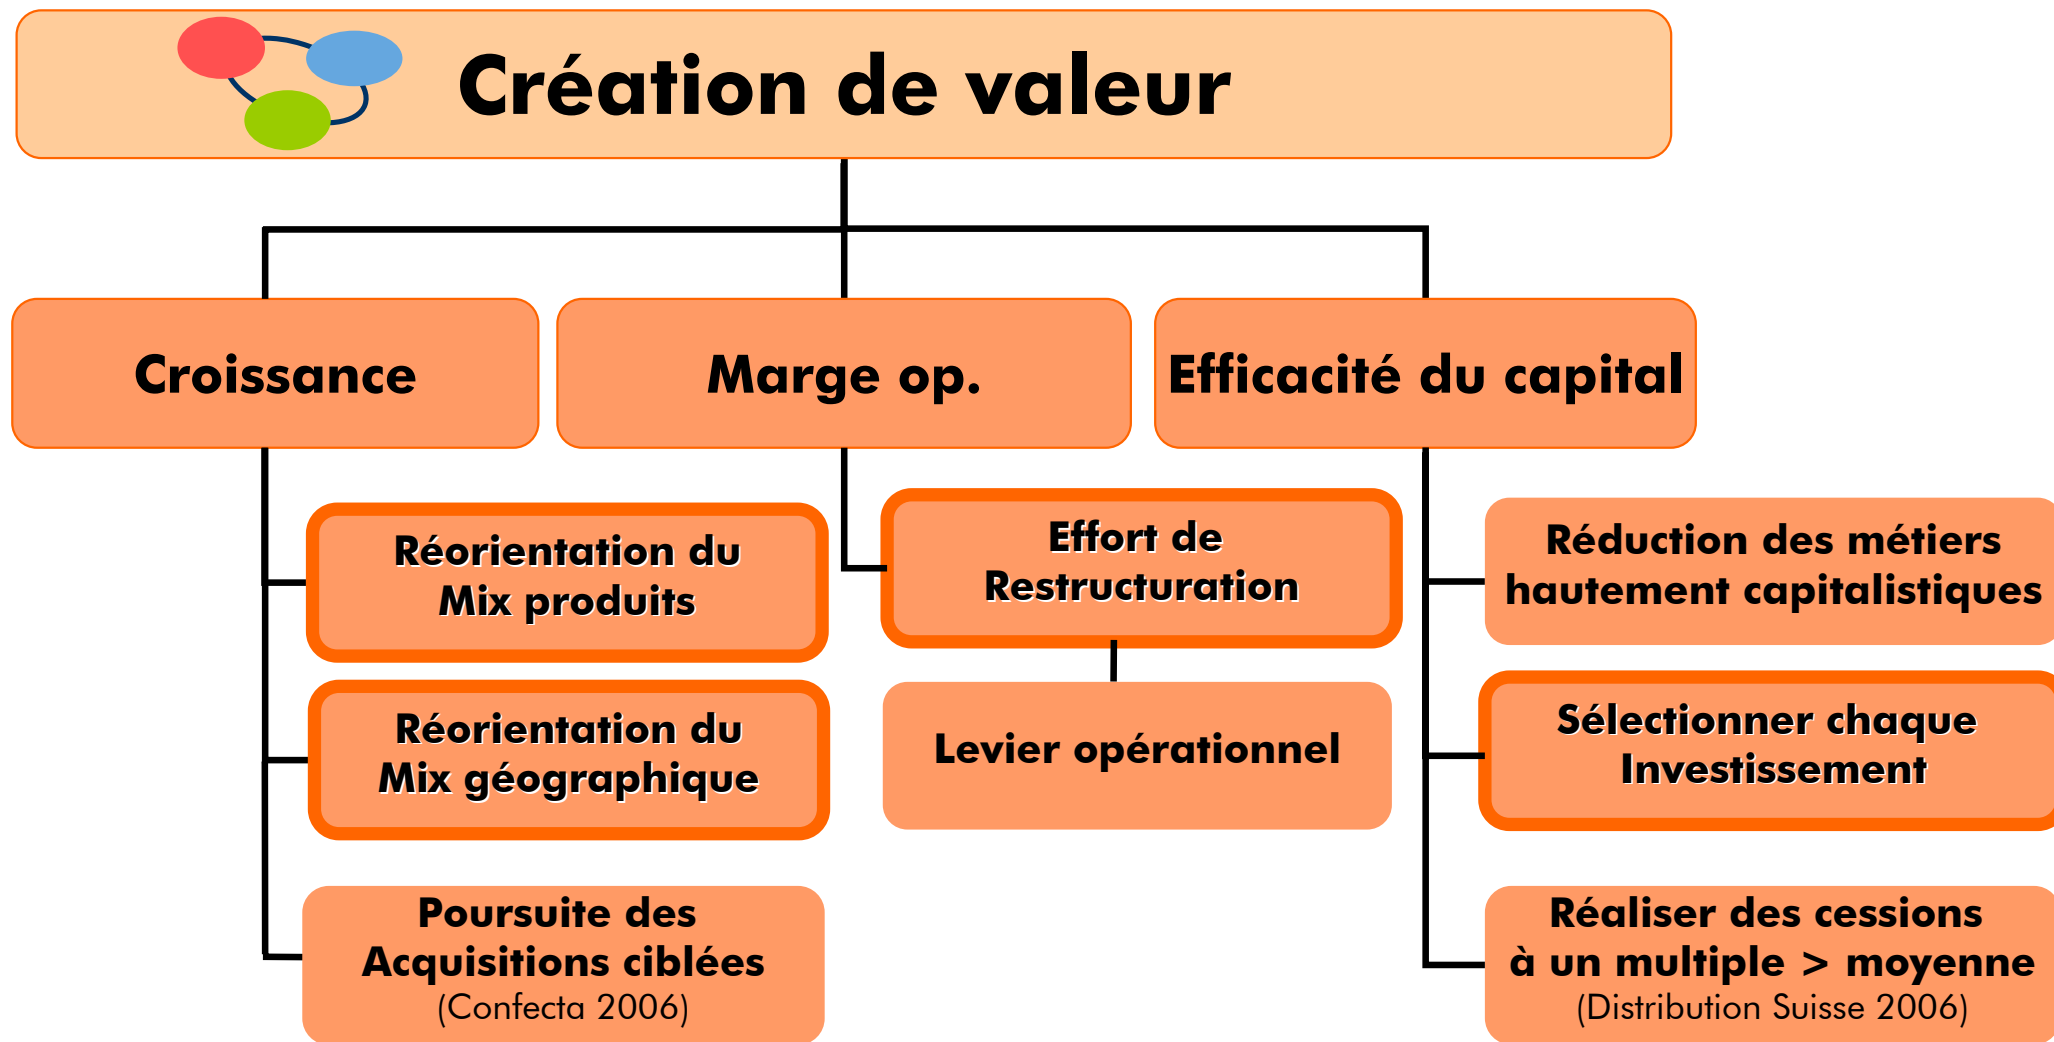 Création de valeur
Croissance
Marge op.
Efficacité du capital
Réorientation du
Mix produits
Réorientation du
Mix géographique
Poursuite des
Acquisitions ciblées
(Confecta 2006)
Effort de
Restructuration
Levier opérationnel
Réduction des métiers
hautement capitalistiques
Sélectionner chaque
Investissement
Réaliser des cessions
à un multiple > moyenne
(Distribution Suisse 2006)